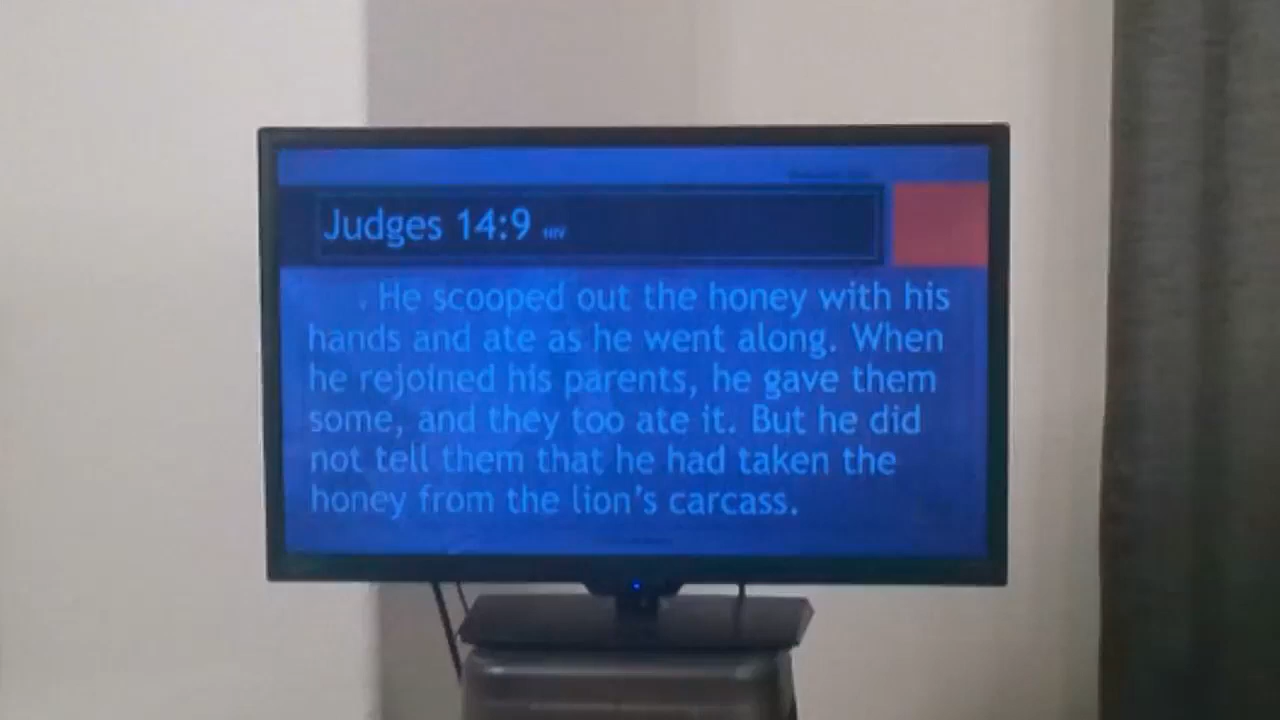 Judges 14:9 NIV
. He scooped out the honey with his
hands and ate as he went along. When
he rejoined his parents, he gave them
some, and they too ate it. But he did
not tell them that he had taken the
honey from the lion's carcass.